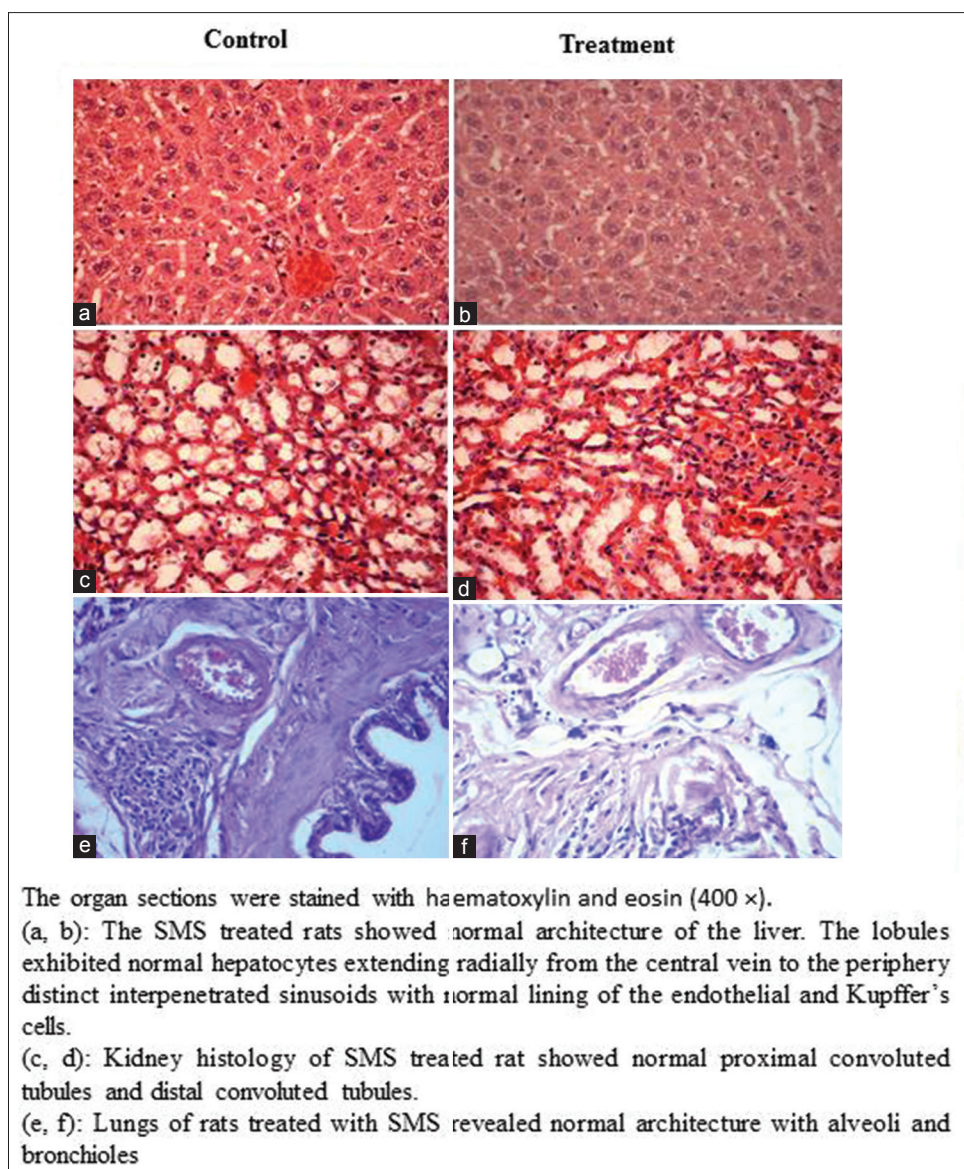 Control Treatment
a b
c d
e f
The organ sections were stained with haematoxylin and eosin (400 ×).
(a, b): The SMS treated rats showed normal architecture of the liver. The lobules
exhibited normal hepatocytes extending radially from the central vein to the periphery
distinct interpenetrated sinusoids with normal lining of the endothelial and Kupffer's
cells.
(c, d): Kidney histology of SMS treated rat showed normal proximal convoluted
tubules and distal convoluted tubules.
(e, f): Lungs of rats treated with SMS revealed normal architecture with alveoli and
bronchioles